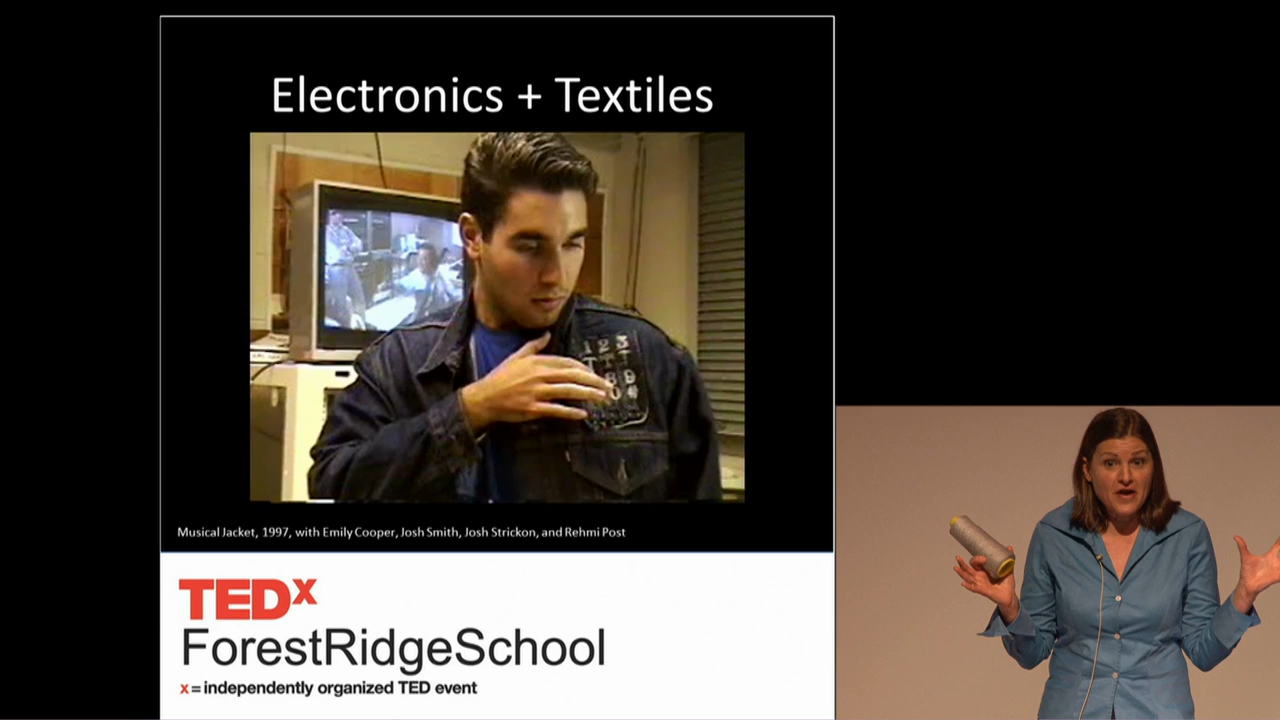 Electronics + Textiles
Musical Jacket, 1997, with Emily Cooper, Josh Smith, Josh Strickon, and Rehmi Post
TEDx
ForestRidgeSchool
x = independently organized TED event